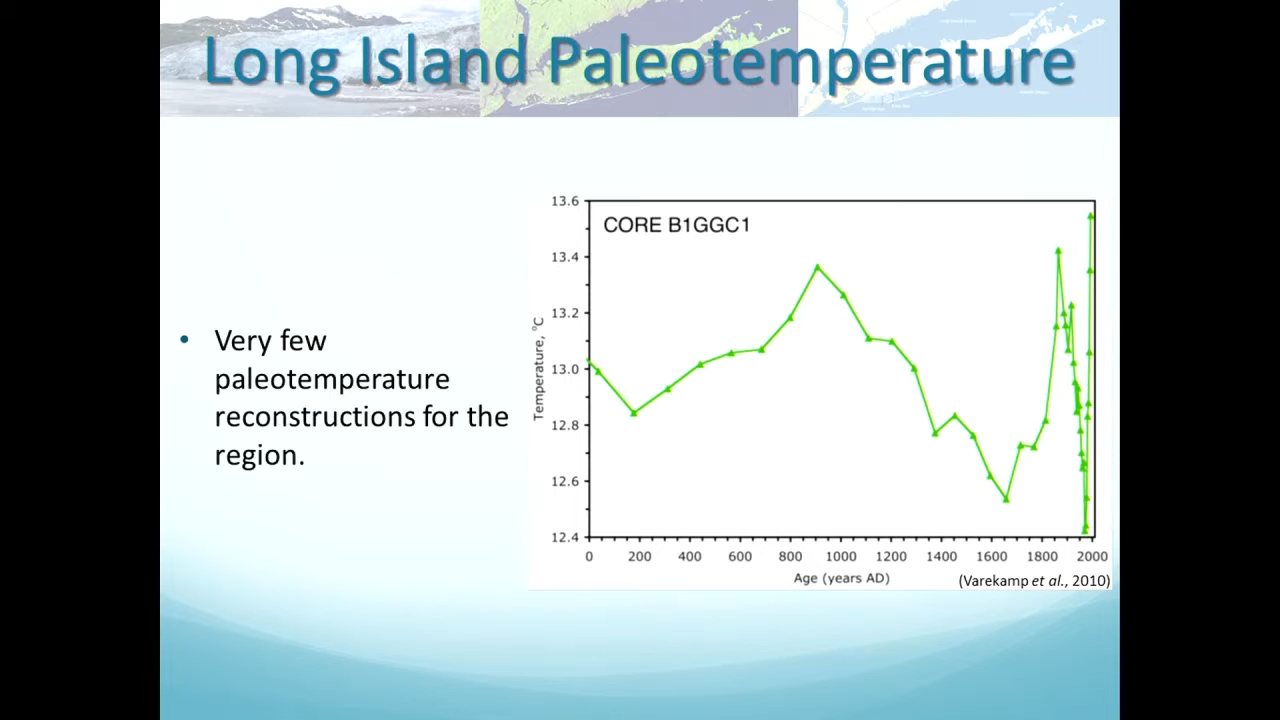 Long Island Paleotemperature
• Very few
paleotemperature
reconstructions for the
region.
CORE B1GGC1
13.6
13.4
13.2
13.0
12.8
12.6
12.4
Temperature, °C
0 200 400 600 800 1000 1200 1400 1600 1800 2000
Age (years AD)
(Varekamp et al., 2010)